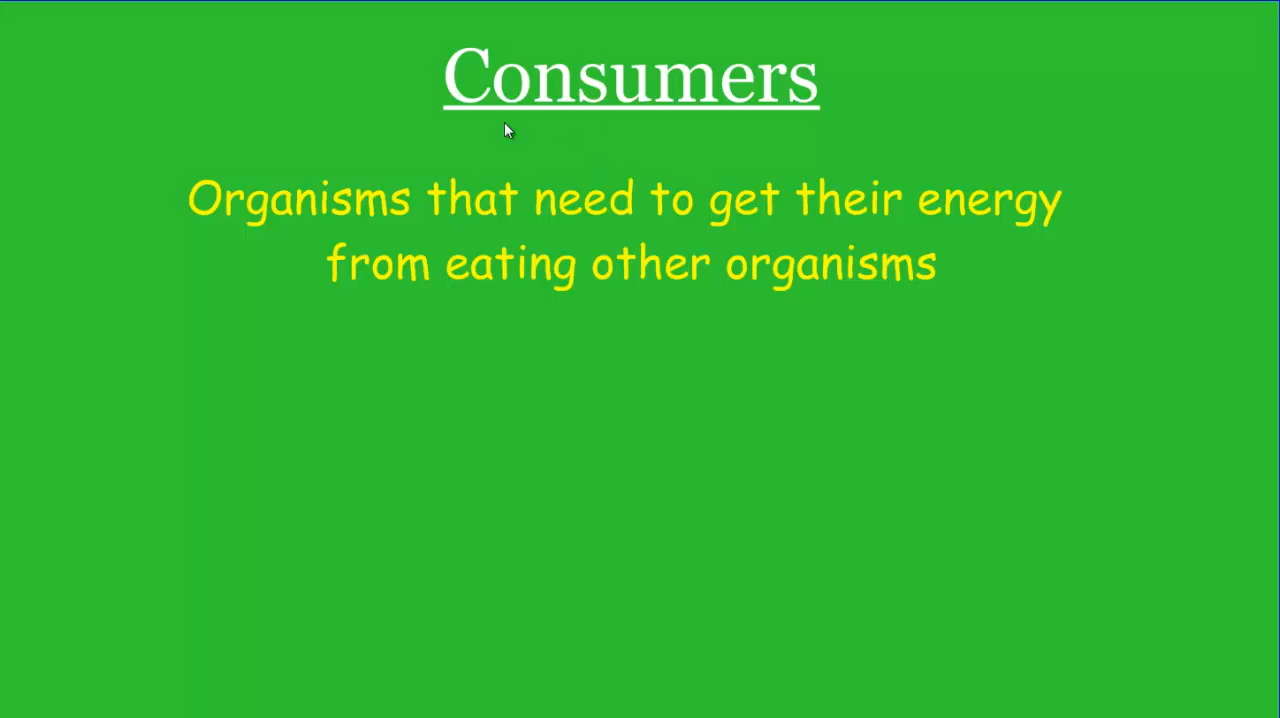 Consumers
Organisms that need to get their energy
from eating other organisms